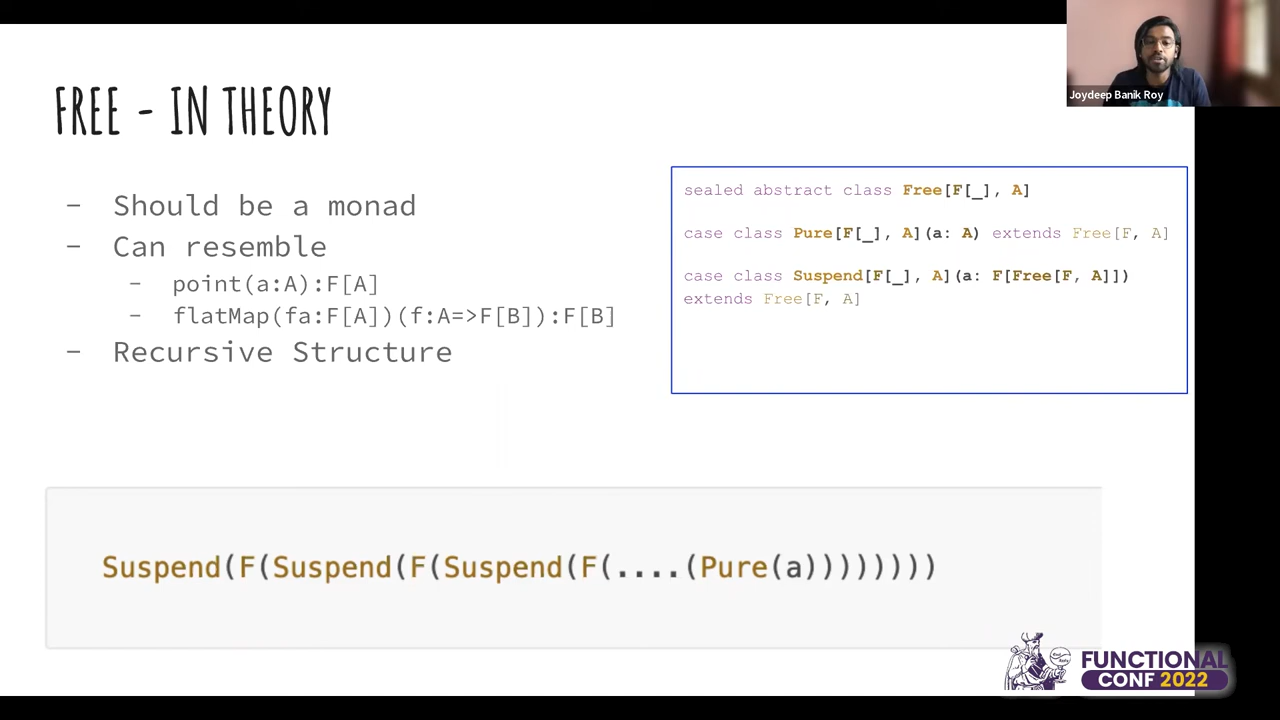 Joydeep Banik Roy
FREE - IN THEORY
- Should be a monad
- Can resemble
- point(a:A):F[A]
- flatMap(fa:F[A])(f:A=>F[B]):F[B]
- Recursive Structure
sealed abstract class Free[F[_], A]
case class Pure[F[_], A](a: A) extends Free[F, A]
case class Suspend[F[_], A](a: F[Free[F, A]])
extends Free[F, A]
Suspend(F(Suspend(F(Suspend(F(....(Pure(a))))))))
FUNCTIONAL
CONF 2022